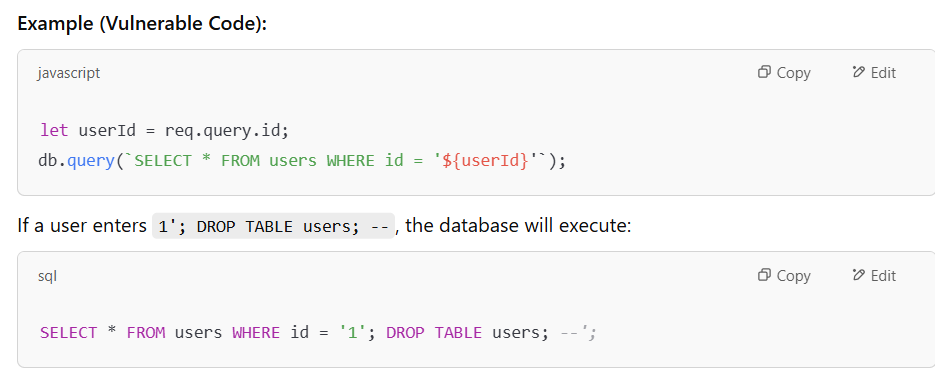 Example (Vulnerable Code):
javascript Copy Edit
let userId = req.query.id;
db.query(`SELECT * FROM users WHERE id = '${userId}'`);
If a user enters 1'; DROP TABLE users; --, the database will execute:
sql Copy Edit
SELECT * FROM users WHERE id = '1'; DROP TABLE users; --';